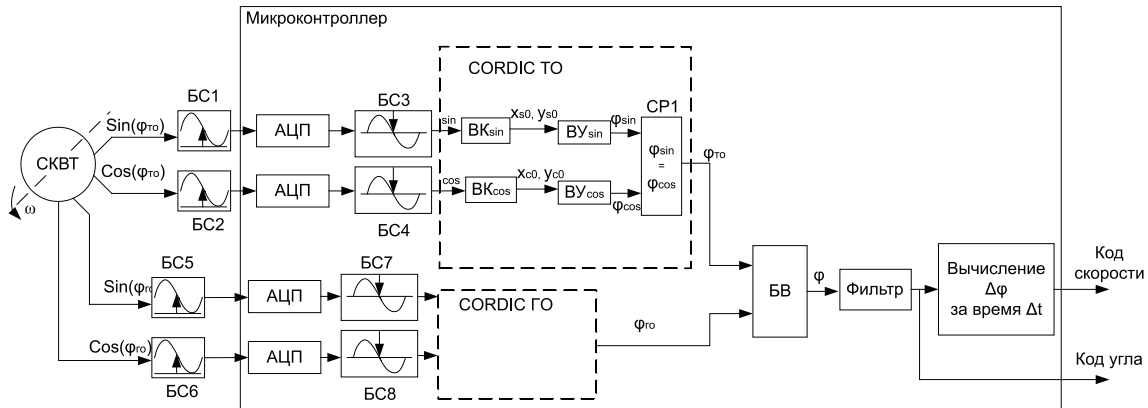 Микроконтроллер
CORDIC ТО
БС1
БС3
СР1
Sin(φто)
sin
xs0, ys0
φsin
АЦП
ВКsin
ВУsin
СКВТ
φsin
=
φcos
φто
Cos(φто)
cos
xc0, yc0
АЦП
ВКcos
ВУcos
φcos
ω
БС2
БС4
БС5
БС7
Код
скорости
Sin(φго
АЦП
CORDIC ГО
БВ
φ
Фильтр
Вычисление
Δφ
за время Δt
φго
Cos(φго)
АЦП
Код угла
БС6
БС8